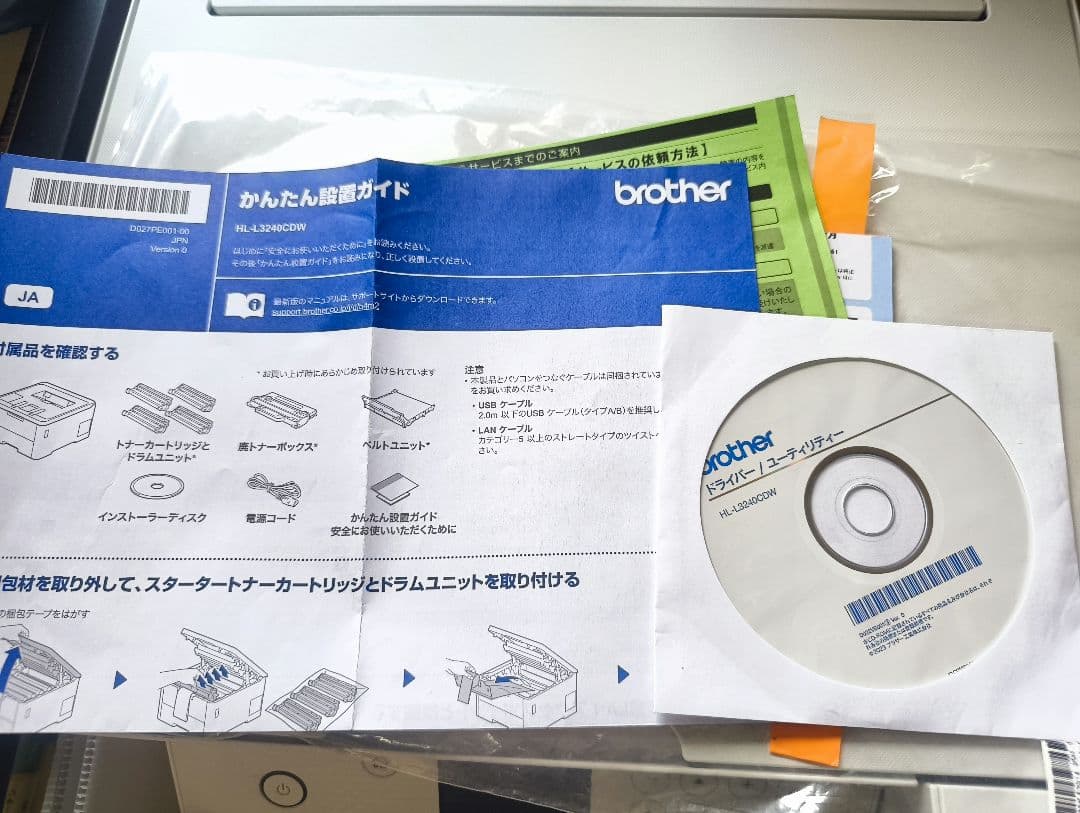 サービスまでのご案内
サービスの依頼方法】
かんたん設置ガイド
brother
HL-L3240CDW
D027PE001-00
JPN
Version 0
はじめに「安全にお使いいただくために」をお読みください。
その後「かんたん設置ガイド」をお読みになり、正しく設置してください。
JA
最新版のマニュアルは、サポートサイトからダウンロードできます。
付属品を確認する
*お買い上げ時にあらかじめ取り付けられています
注意
・本製品とパソコンをつなぐケーブルは同梱されていま
をお買い求めください。
・USB ケーブル
2.0m 以下のUSB ケーブル（タイプA/B）を推奨し
・LAN ケーブル
カテゴリー5 以上のストレートタイプのツイスト
さい。
トナーカートリッジと
ドラムユニット*
廃トナーボックス*
ベルトユニット*
インストーラーディスク
電源コード
かんたん設置ガイド
安全にお使いいただくために
包材を取り外して、スタータートナーカートリッジとドラムユニットを取り付ける
の梱包テープをはがす
brother
ドライバー / ユーティリティー
HL-L3240CDW